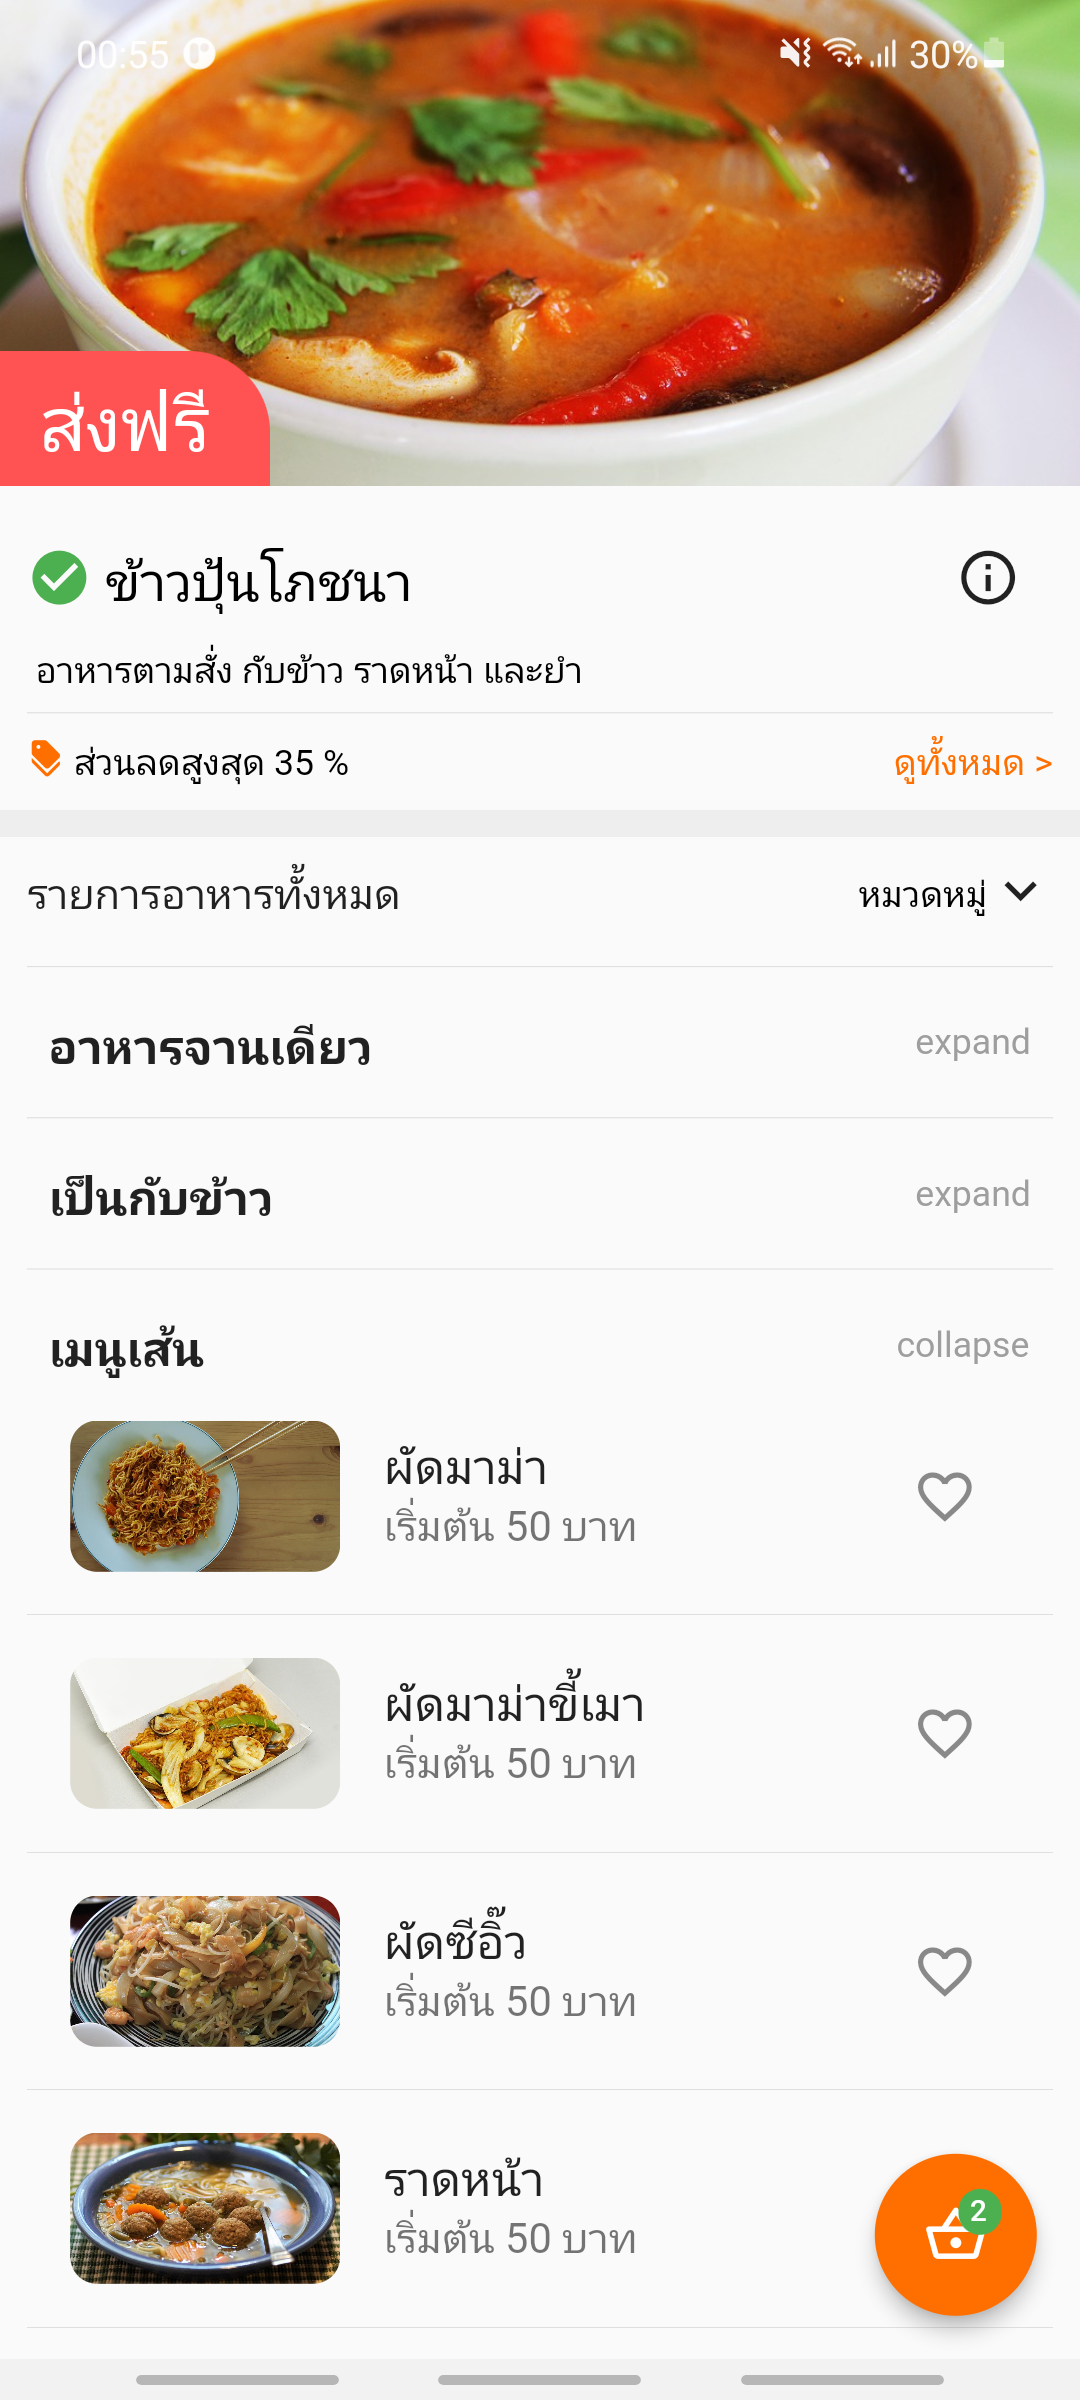 00:55 30%
ส่งฟรี
ข้าวปุ้นโภชนา
อาหารตามสั่ง กับข้าว ราดหน้า และยำ
ส่วนลดสูงสุด 35 % ดูทั้งหมด >
รายการอาหารทั้งหมด หมวดหมู่
อาหารจานเดียว expand
เป็นกับข้าว expand
เมนูเส้น collapse
ผัดมาม่า
เริ่มต้น 50 บาท
ผัดมาม่าขี้เมา
เริ่มต้น 50 บาท
ผัดซีอิ๊ว
เริ่มต้น 50 บาท
ราดหน้า
เริ่มต้น 50 บาท
2